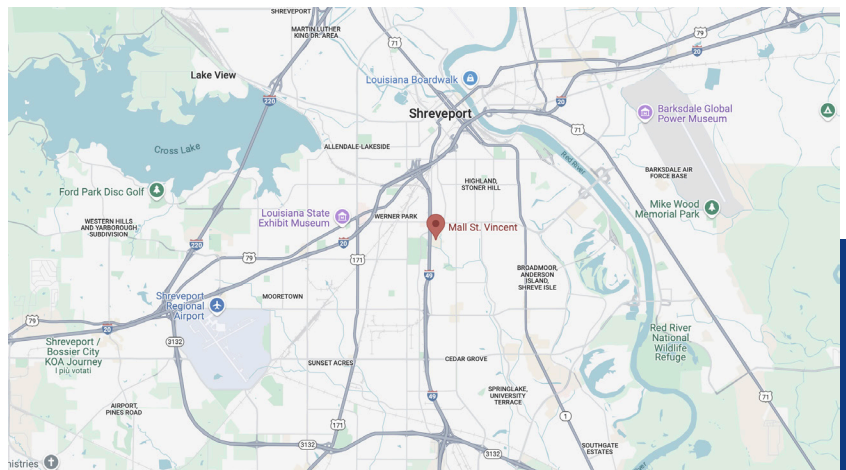 SHREVEPORT
MARTIN LUTHER
KING DR. AREA
71
79
20
Lake View
Louisiana Boardwalk
220
20
Shreveport
Barksdale Global
Power Museum
71
Cross Lake
ALLENDALE-LAKESIDE
Red River
BARKSDALE AIR
FORCE BASE
HIGHLAND,
STONER HILL
Ford Park Disc Golf
Mike Wood
Memorial Park
WESTERN HILLS
AND YARBOROUGH
SUBDIVISION
Louisiana State
Exhibit Museum
WERNER PARK
Mall St. Vincent
220
20
79
171
49
BROADMOOR,
ANDERSON
ISLAND,
SHREVE ISLE
MOORETOWN
Shreveport
Regional
Airport
79
20
3132
Shreveport /
Bossier City
KOA Journey
I più votati
Red River
National
Wildlife
Refuge
SUNSET ACRES
CEDAR GROVE
SPRINGLAKE,
UNIVERSITY
TERRACE
49
71
AIRPORT,
PINES ROAD
171
1
3132
3132
SOUTHGATE
ESTATES
nistries